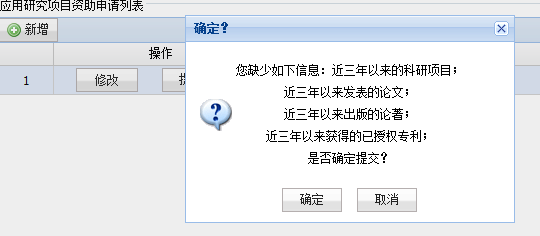 应用研究项目资助申请列表
新增
确定?
操作
您缺少如下信息：近三年以来的科研项目；
1
修改
近三年以来发表的论文；
近三年以来出版的论著；
近三年以来获得的已授权专利；
是否确定提交？
确定
取消